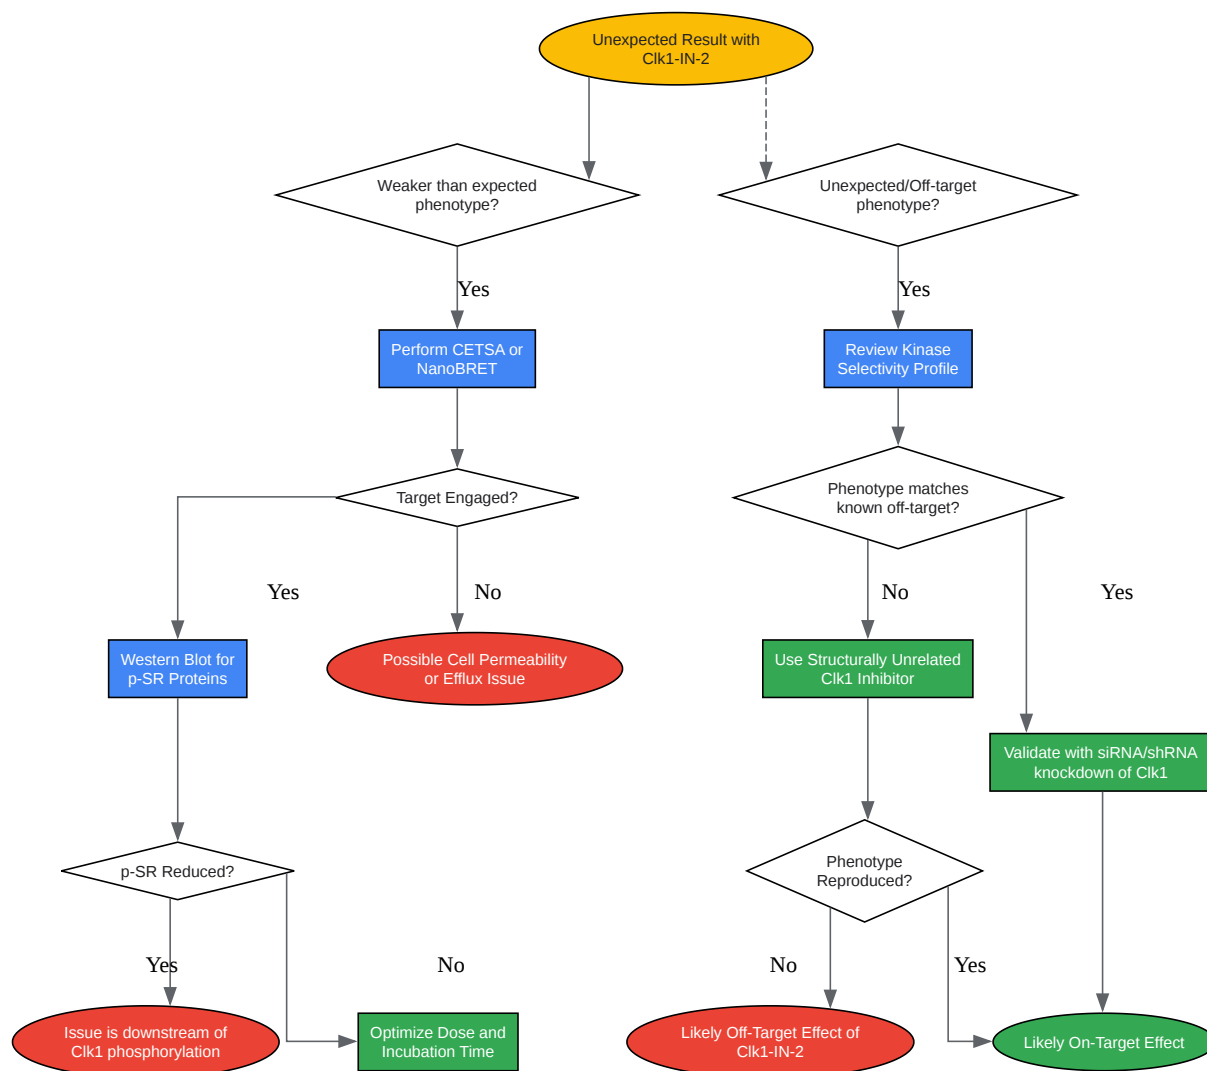 Unexpected Result with
Clk1-IN-2
Weaker than expected
phenotype?
Unexpected/Off-target
phenotype?
Yes
Yes
Perform CETSA or
NanoBRET
Review Kinase
Selectivity Profile
Target Engaged?
Phenotype matches
known off-target?
Yes
No
No
Yes
Western Blot for
p-SR Proteins
Possible Cell Permeability
or Efflux Issue
Use Structurally Unrelated
Clk1 Inhibitor
Validate with siRNA/shRNA
knockdown of Clk1
p-SR Reduced?
Phenotype
Reproduced?
Yes
No
No
Yes
Issue is downstream of
Clk1 phosphorylation
Optimize Dose and
Incubation Time
Likely Off-Target Effect of
Clk1-IN-2
Likely On-Target Effect